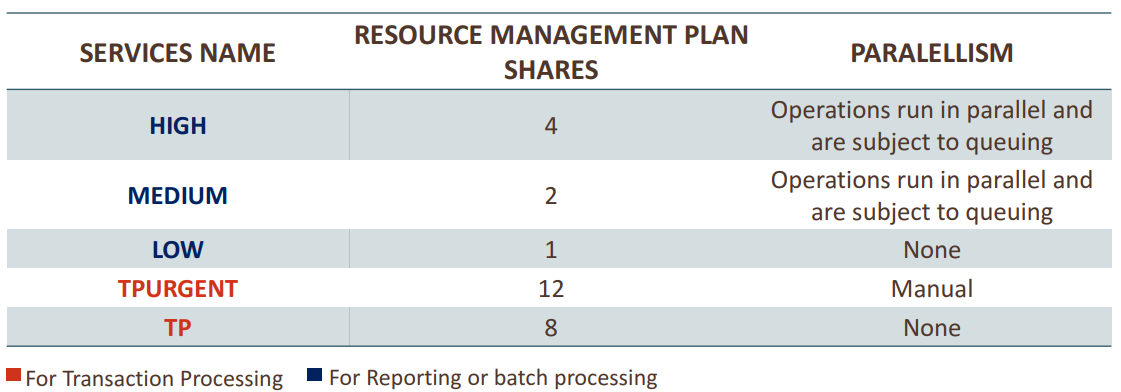 SERVICES NAME
RESOURCE MANAGEMENT PLAN
SHARES
PARALELLISM
HIGH
4
Operations run in parallel and
are subject to queuing
MEDIUM
2
Operations run in parallel and
are subject to queuing
LOW
1
None
TPURGENT
12
Manual
TP
8
None
For Transaction Processing
For Reporting or batch processing